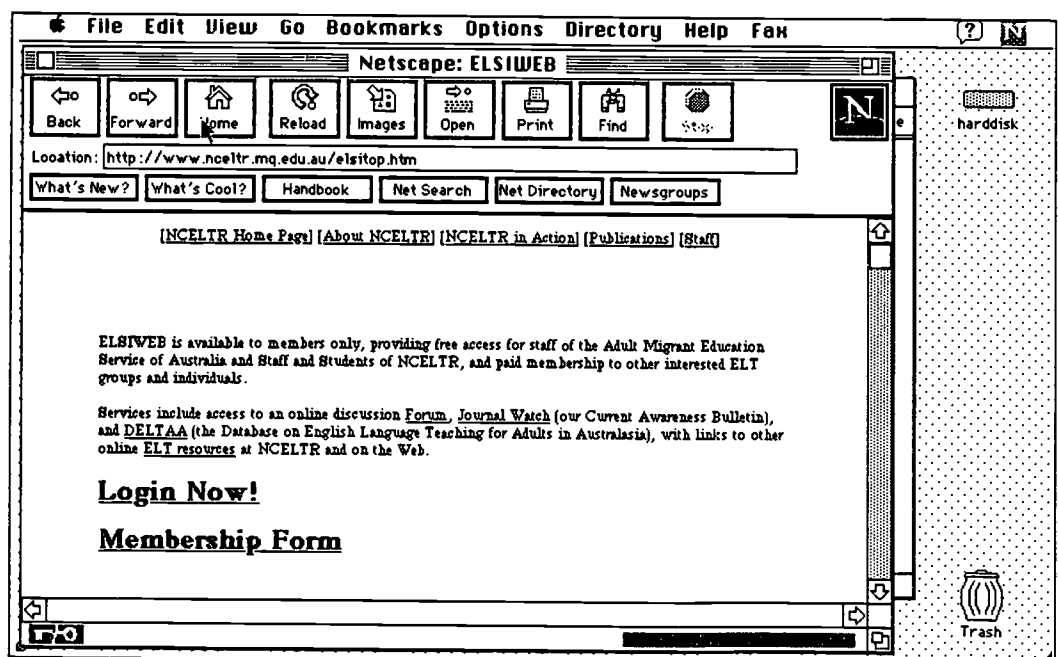 File Edit View Go Bookmarks Options Directory Help Fax
Netscape: ELSIWEB
Back Forward Home Reload Images Open Print Find Stop
N
harddisk
Location: http://www.nceltr.mq.edu.au/elsitop.htm
What's New? What's Cool? Handbook Net Search Net Directory Newsgroups
[NCELTR Home Page] [About NCELTR] [NCELTR in Action] [Publications] [Staff]
ELSIWEB is available to members only, providing free access for staff of the Adult Migrant Education
Service of Australia and Staff and Students of NCELTR, and paid membership to other interested ELT
groups and individuals.
Services include access to an online discussion Forum, Journal Watch (our Current Awareness Bulletin),
and DELTAA (the Database on English Language Teaching for Adults in Australasia), with links to other
online ELT resources at NCELTR and on the Web.
Login Now!
Membership Form
Trash